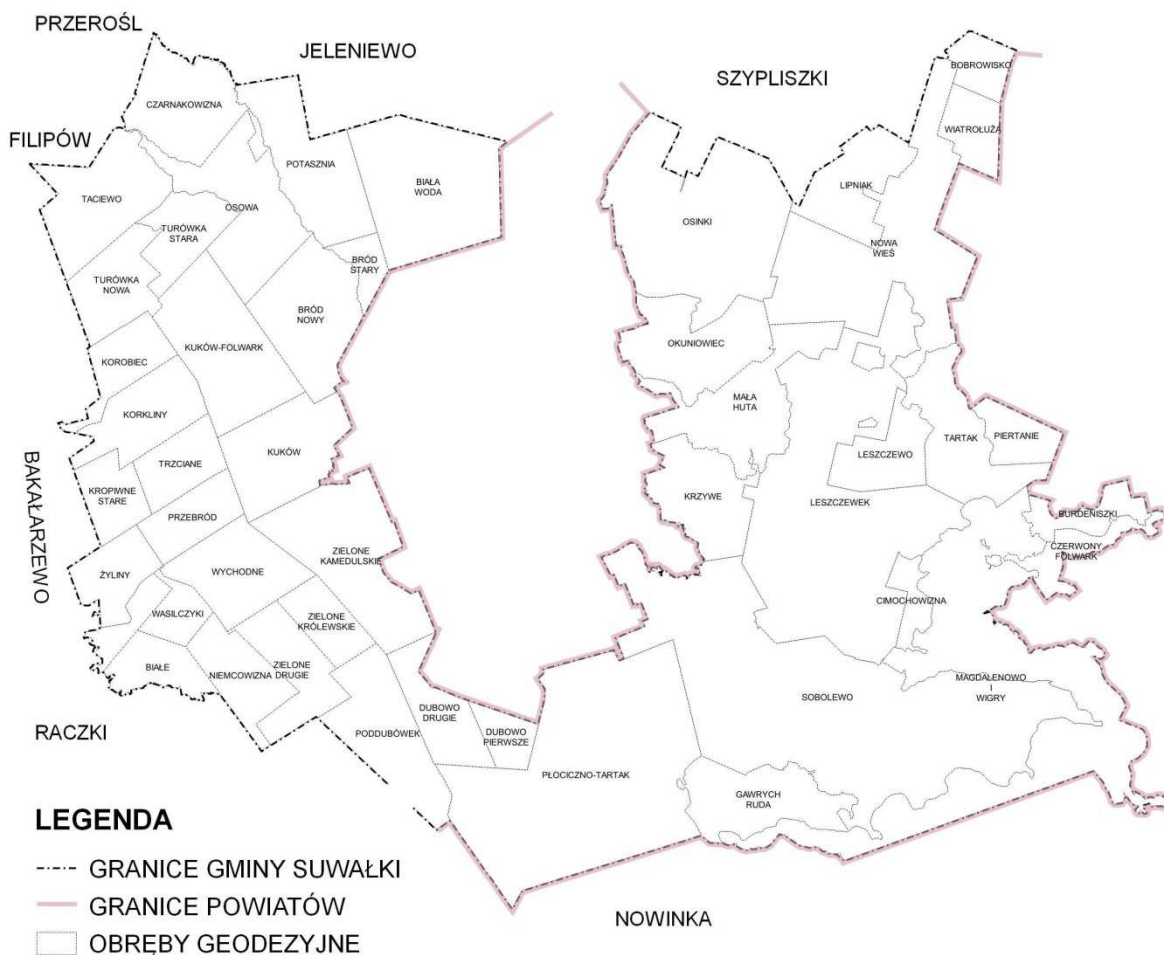 PRZEROŚL
JELENIEWO
SZYPLISZKI
FILIPÓW
BAKAŁARZEWO
RACZKI
NOWINKA
CZARNAKOWIZNA
POTASZNIA
BIAŁA
WODA
TACIEWO
OSOWA
TURÓWKA
STARA
TURÓWKA
NOWA
BRÓD
STARY
BRÓD
NOWY
KUKÓW-FOLWARK
KOROBIEC
KORKLINY
TRZCIANE
KUKÓW
KROPIWNE
STARE
PRZEBRÓD
ŻYLINY
WYCHODNE
ZIELONE
KAMEDULSKIE
WASILCZYKI
ZIELONE
KRÓLEWSKIE
BIAŁE
NIEMCOWIZNA
ZIELONE
DRUGIE
PODDUBÓWEK
DUBOWO
DRUGIE
DUBOWO
PIERWSZE
PŁOCICZNO-TARTAK
BOBROWISKO
WIATROŁUŻA
LIPNIAK
OSINKI
NOWA
WIEŚ
OKUNIOWIEC
MAŁA
HUTA
TARTAK
PIERTANIE
LESZCZEWO
KRZYWE
LESZCZEWEK
BURDENISZKI
CZERWONY
FOLWARK
CIMOCHOWIZNA
SOBOLEWO
MAGDALENOWO
I
WIGRY
GAWRYCH
RUDA
LEGENDA
GRANICE GMINY SUWAŁKI
GRANICE POWIATÓW
OBRĘBY GEODEZYJNE